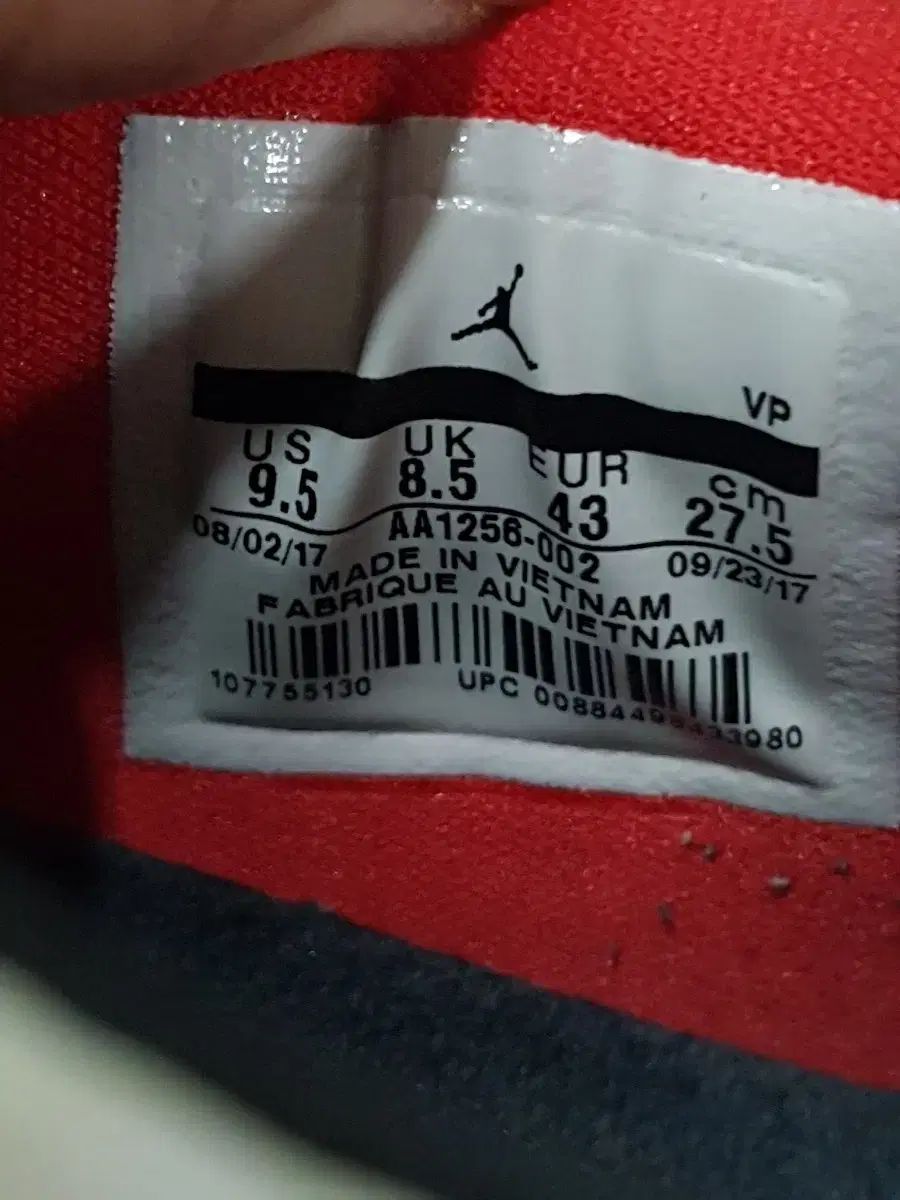 VP
US UK EUR cm
9.5 8.5 43 27.5
08/02/17 AA1256-002 09/23/17
MADE IN VIETNAM
FABRIQUE AU VIETNAM
107755130 UPC